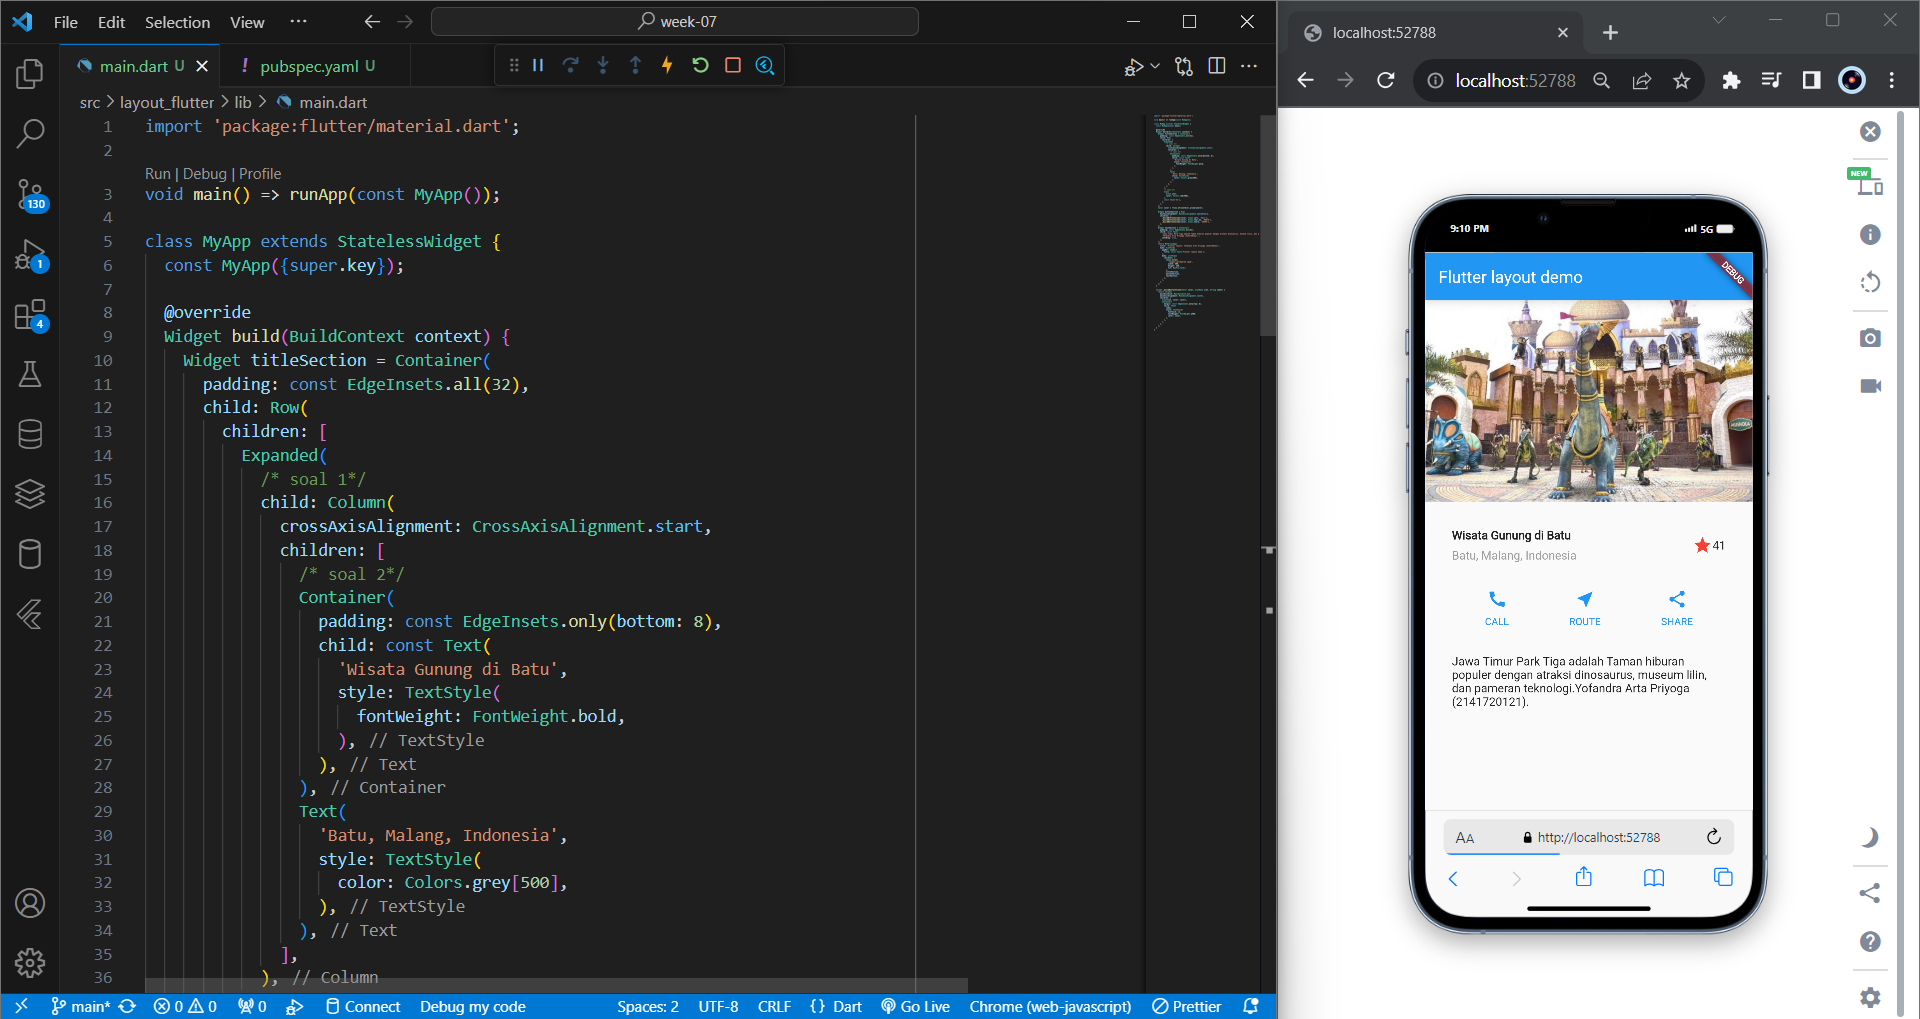 File Edit Selection View ··· week-07
main.dart U pubspec.yaml U
src > layout_flutter > lib > main.dart
1 import 'package:flutter/material.dart';
2
Run | Debug | Profile
3 void main() => runApp(const MyApp());
4
5 class MyApp extends StatelessWidget {
6 const MyApp({super.key});
7
8 @override
9 Widget build(BuildContext context) {
10 Widget titleSection = Container(
11 padding: const EdgeInsets.all(32),
12 child: Row(
13 children: [
14 Expanded(
15 /* soal 1*/
16 child: Column(
17 crossAxisAlignment: CrossAxisAlignment.start,
18 children: [
19 /* soal 2*/
20 Container(
21 padding: const EdgeInsets.only(bottom: 8),
22 child: const Text(
23 'Wisata Gunung di Batu',
24 style: TextStyle(
25 fontWeight: FontWeight.bold,
26 ), // TextStyle
27 ), // Text
28 ), // Container
29 Text(
30 'Batu, Malang, Indonesia',
31 style: TextStyle(
32 color: Colors.grey[500],
33 ), // TextStyle
34 ), // Text
35 ],
36 ), // Column
130
1
4
main* 0 0 0 Connect Debug my code Spaces: 2 UTF-8 CRLF {} Dart Go Live Chrome (web-javascript) Prettier
localhost:52788
localhost:52788
NEW
9:10 PM 5G
Flutter layout demo
DEBUG
Wisata Gunung di Batu
Batu, Malang, Indonesia
41
CALL ROUTE SHARE
Jawa Timur Park Tiga adalah Taman hiburan
populer dengan atraksi dinosaurus, museum lilin,
dan pameran teknologi.Yofandra Arta Priyoga
(2141720121).
AA http://localhost:52788